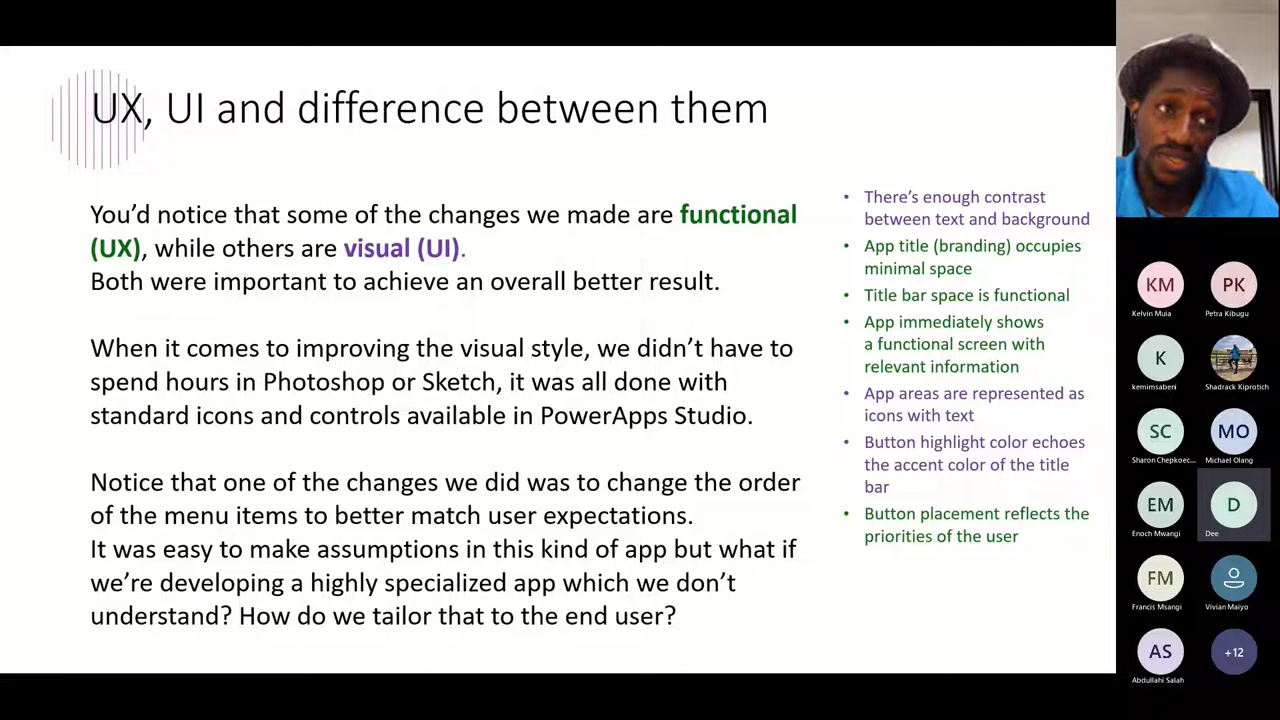 UX, UI and difference between them
You'd notice that some of the changes we made are functional
(UX), while others are visual (UI).
Both were important to achieve an overall better result.
When it comes to improving the visual style, we didn't have to
spend hours in Photoshop or Sketch, it was all done with
standard icons and controls available in PowerApps Studio.
Notice that one of the changes we did was to change the order
of the menu items to better match user expectations.
It was easy to make assumptions in this kind of app but what if
we're developing a highly specialized app which we don't
understand? How do we tailor that to the end user?
• There's enough contrast
between text and background
• App title (branding) occupies
minimal space
• Title bar space is functional
• App immediately shows
a functional screen with
relevant information
• App areas are represented as
icons with text
• Button highlight color echoes
the accent color of the title
bar
• Button placement reflects the
priorities of the user
KM
PK
Kelvin Muia
Petra Kibugu
K
kemimsabeni
Shadrack Kiprotich
SC
MO
Sharon Chepkoec...
Michael Olang
EM
D
Enoch Mwangi
Dee
FM
Francis Msangi
Vivian Maiyo
AS
+12
Abdullahi Salah